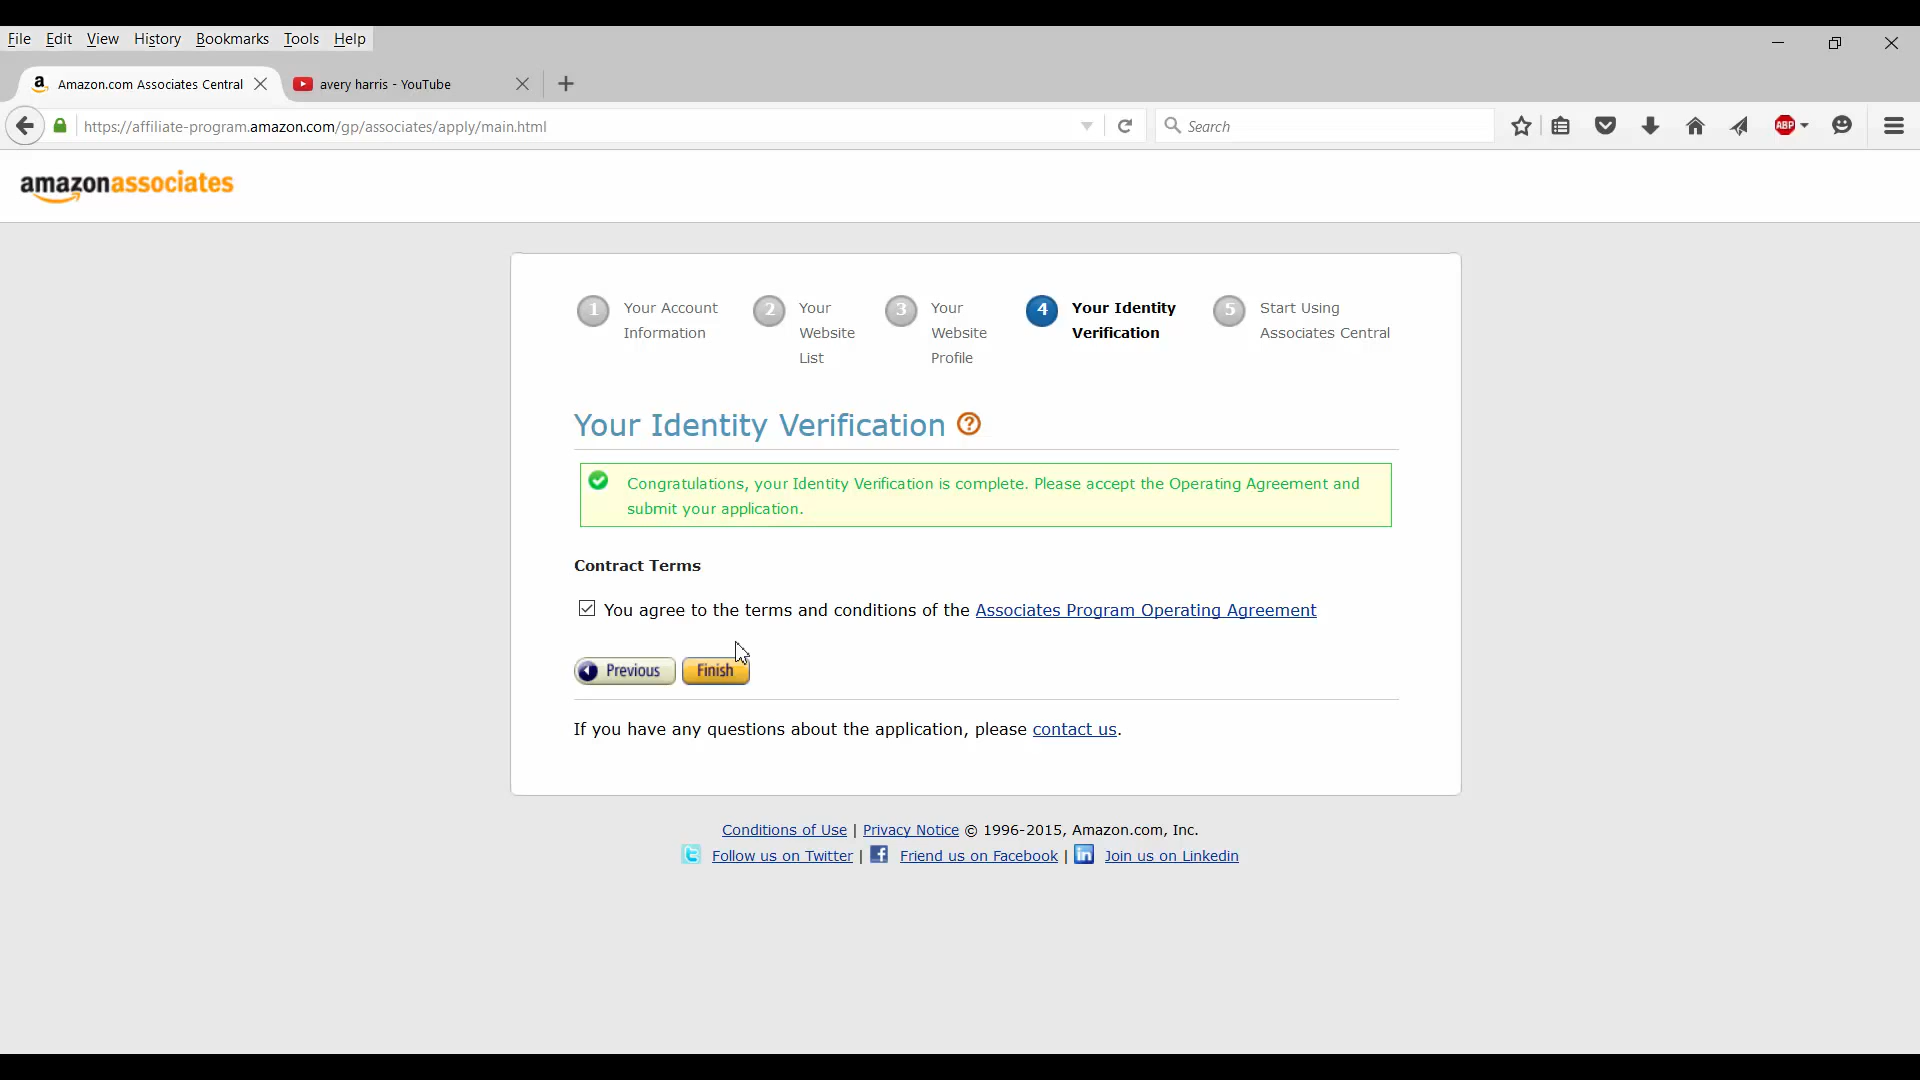 File Edit View History Bookmarks Tools Help
a Amazon.com Associates Central avery harris - YouTube
https://affiliate-program.amazon.com/gp/associates/apply/main.html Search ABP
amazonassociates
1 Your Account Information
2 Your Website List
3 Your Website Profile
4 Your Identity Verification
5 Start Using Associates Central
Your Identity Verification ?
Congratulations, your Identity Verification is complete. Please accept the Operating Agreement and
submit your application.
Contract Terms
You agree to the terms and conditions of the Associates Program Operating Agreement
Previous Finish
If you have any questions about the application, please contact us.
Conditions of Use | Privacy Notice © 1996-2015, Amazon.com, Inc.
Follow us on Twitter | Friend us on Facebook | in Join us on Linkedin